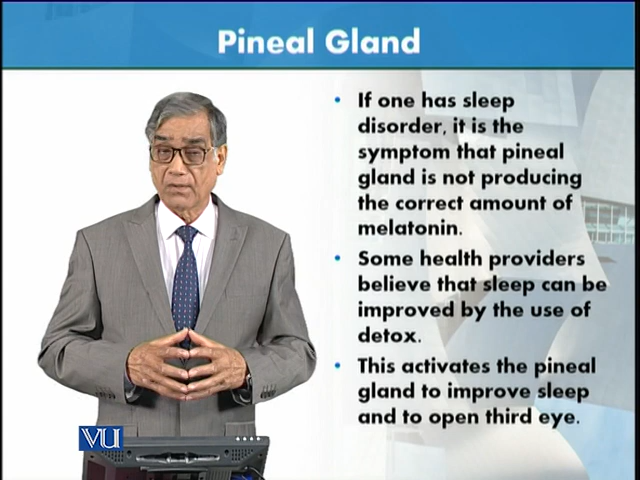 Pineal Gland
• If one has sleep
disorder, it is the
symptom that pineal
gland is not producing
the correct amount of
melatonin.
• Some health providers
believe that sleep can be
improved by the use of
detox.
• This activates the pineal
gland to improve sleep
and to open third eye.
VU